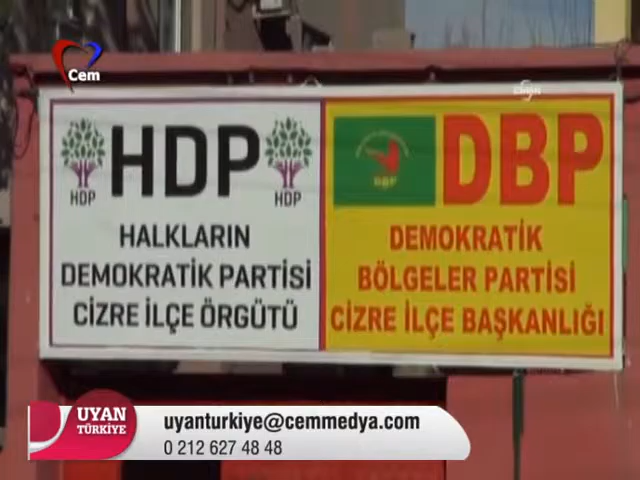 Cem
HDP
HDP
HDP
HALKLARIN
DEMOKRATİK PARTİSİ
CİZRE İLÇE ÖRGÜTÜ
DBP
DBP
DEMOKRATİK
BÖLGELER PARTİSİ
CİZRE İLÇE BAŞKANLIĞI
UYAN
TÜRKİYE
uyanturkiye@cemmedya.com
0 212 627 48 48